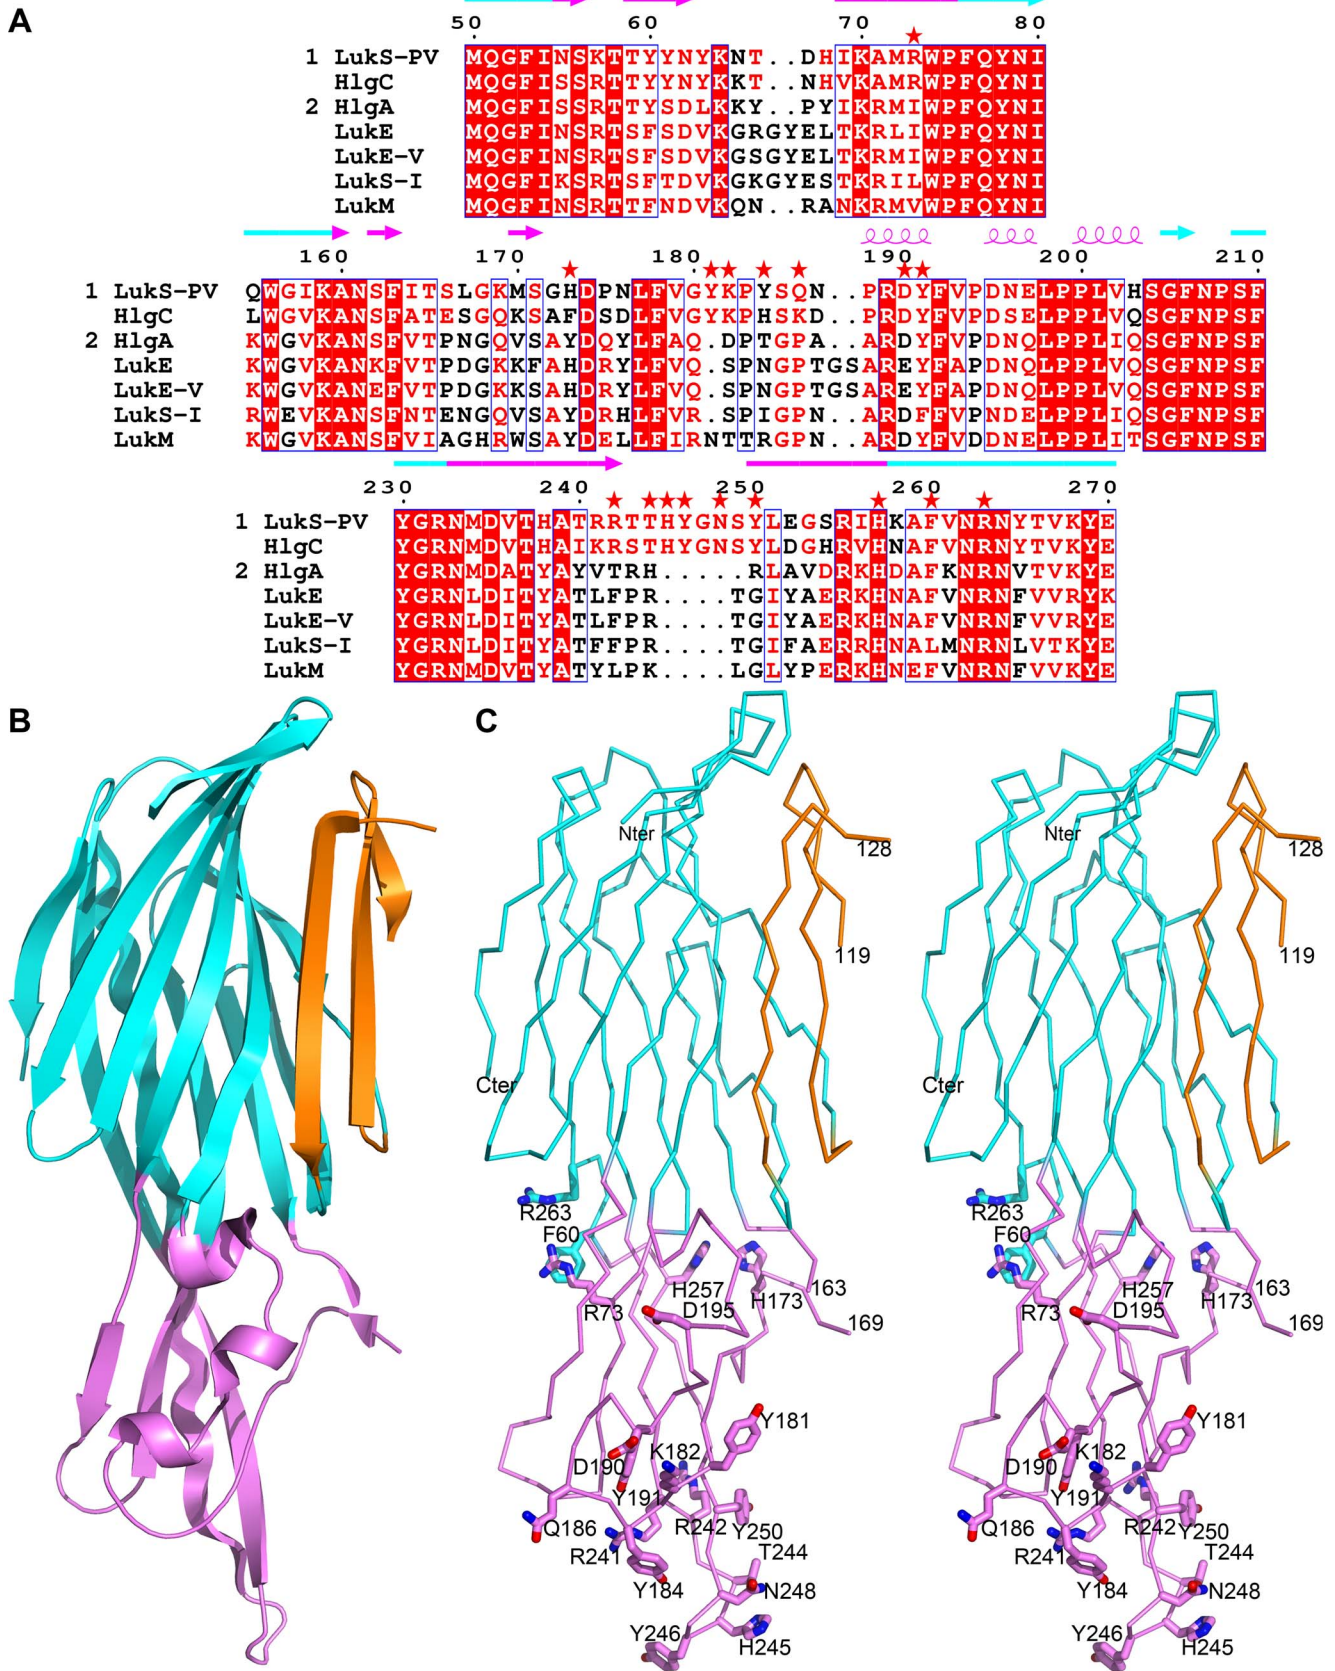 A
50 60 70 80
1 LukS-PV MQGFINSKTTYYNYKNT..DHIKAMRWPFQYNI
HlgC MQGFISSRTTYYNYKKT..NHVKAMRWPFQYNI
2 HlgA MQGFISSRTTYSDLKKY..PYIKRMIWPFQYNI
LukE MQGFINSRTSFSDVKGRGYELTKRLIWPFQYNI
LukE-V MQGFINSRTSFSDVKGSGYELTKRMIWPFQYNI
LukS-I MQGFIKSRTSFTDVKGKGYESTKRILWPFQYNI
LukM MQGFINSRTTFNDVKQN..RANKRMVWPFQYNI
160 170 180 190 200 210
1 LukS-PV QWGIKANSFITSLGKMSGHDPNLFVGYKPYSQN..PRDYFVPDNELPPLVHSGFNPSF
HlgC LWGVKANSFATESGQKSAFDSDLFVGYKPHSKD..PRDYFVPDSELPPLVQSGFNPSF
2 HlgA KWGVKANSFVTPNGQVSAYDQYLFAQ.DPTGPA..ARDYFVPDNQLPPLIQSGFNPSF
LukE KWGVKANKFVTPDGKKFAHDRYLFVQ.SPNGPTGSAREYFAPDNQLPPLVQSGFNPSF
LukE-V KWGVKANEFVTPDGKKSAHDRYLFVQ.SPNGPTGSAREYFAPDNQLPPLVQSGFNPSF
LukS-I RWEVKANSFNTENGQVSAYDRHLFVR.SPIGPN..ARDFFVPNDELPPLIQSGFNPSF
LukM KWGVKANSFVIAGHRWSAYDELLFIRNTTRGPN..ARDYFVDDNELPPLITSGFNPSF
230 240 250 260 270
1 LukS-PV YGRNMDVTHATRRTTHYGNSYLEGSRIHKAFVNRNYTVKYE
HlgC YGRNMDVTHAIKRSTHYGNSYLDGHRVHNAFVNRNYTVKYE
2 HlgA YGRNMDATYAYVTRH.....RLAVDRKHDAFKNRNVTVKYE
LukE YGRNLDITYATLFPR....TGIYAERKHNAFVNRNFVVRYK
LukE-V YGRNLDITYATLFPR....TGIYAERKHNAFVNRNFVVRYE
LukS-I YGRNLDITYATFFPR....TGIFAERRHNALMNRNLVTKYE
LukM YGRNMDVTYATYLPK....LGLYPERKHNEFVNRNFVVKYE
B
C
Nter
128
119
Cter
R263
F60
R73
H257
D195
H173
163
169
Y181
D190
K182
Y191
Q186
R241
R242
Y250
Y184
T244
N248
Y246
H245
Nter
128
119
Cter
R263
F60
R73
H257
D195
H173
163
169
Y181
D190
K182
Y191
Q186
R241
R242
Y250
Y184
T244
N248
Y246
H245